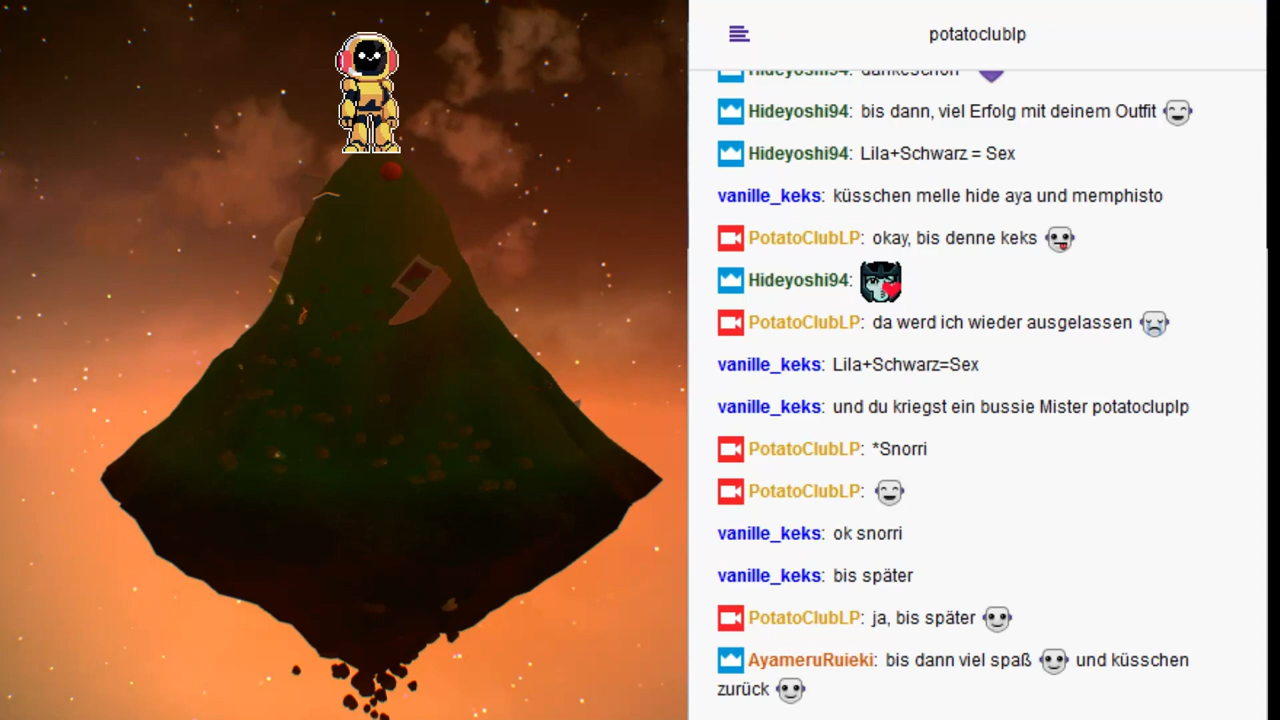 potatoclublp
Hideyoshi94: dankeschön
Hideyoshi94: bis dann, viel Erfolg mit deinem Outfit
Hideyoshi94: Lila+Schwarz = Sex
vanille_keks: küsschen melle hide aya und memphisto
PotatoClubLP: okay, bis denne keks
Hideyoshi94:
PotatoClubLP: da werd ich wieder ausgelassen
vanille_keks: Lila+Schwarz=Sex
vanille_keks: und du kriegst ein bussie Mister potatocluplp
PotatoClubLP: *Snorri
PotatoClubLP:
vanille_keks: ok snorri
vanille_keks: bis später
PotatoClubLP: ja, bis später
AyameruRuieki: bis dann viel spaß und küsschen
zurück